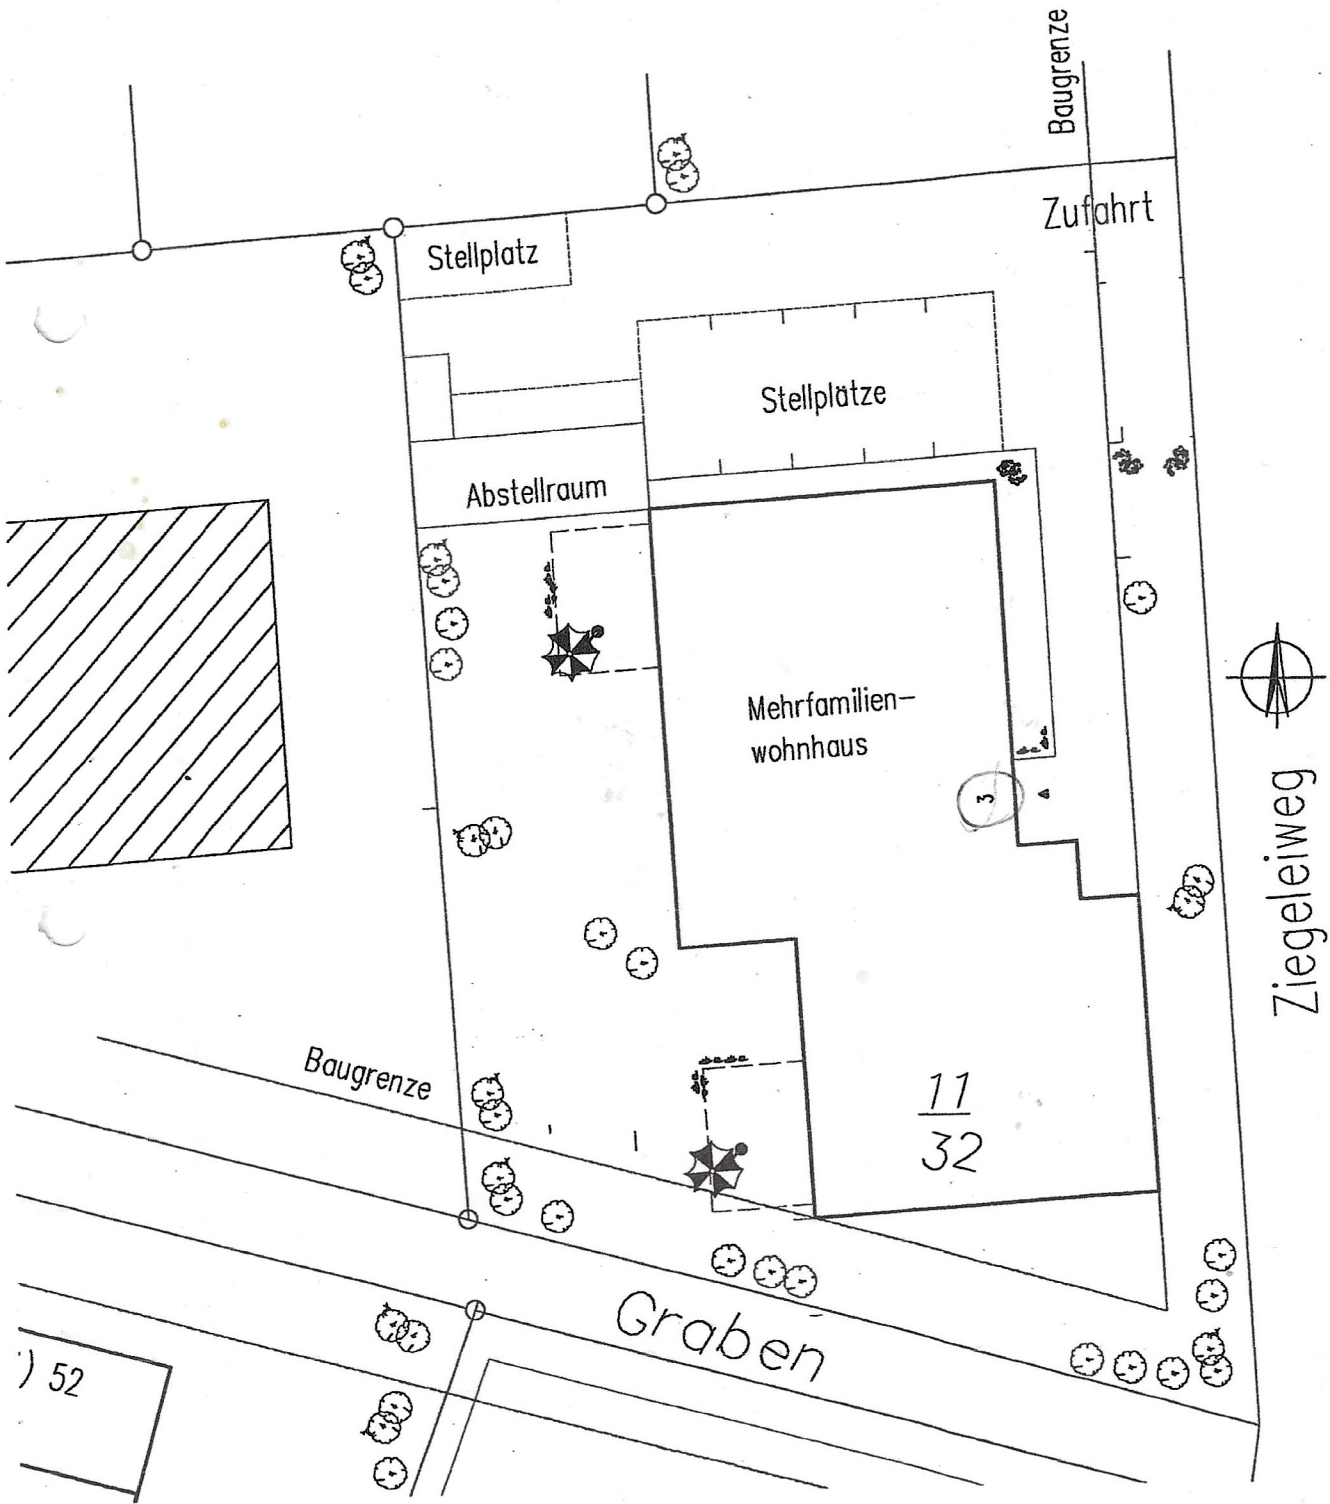 Baugrenze
Zufahrt
Stellplatz
Stellplätze
Abstellraum
Mehrfamilien-
wohnhaus
3
Ziegeleiweg
Baugrenze
11
32
Graben
) 52